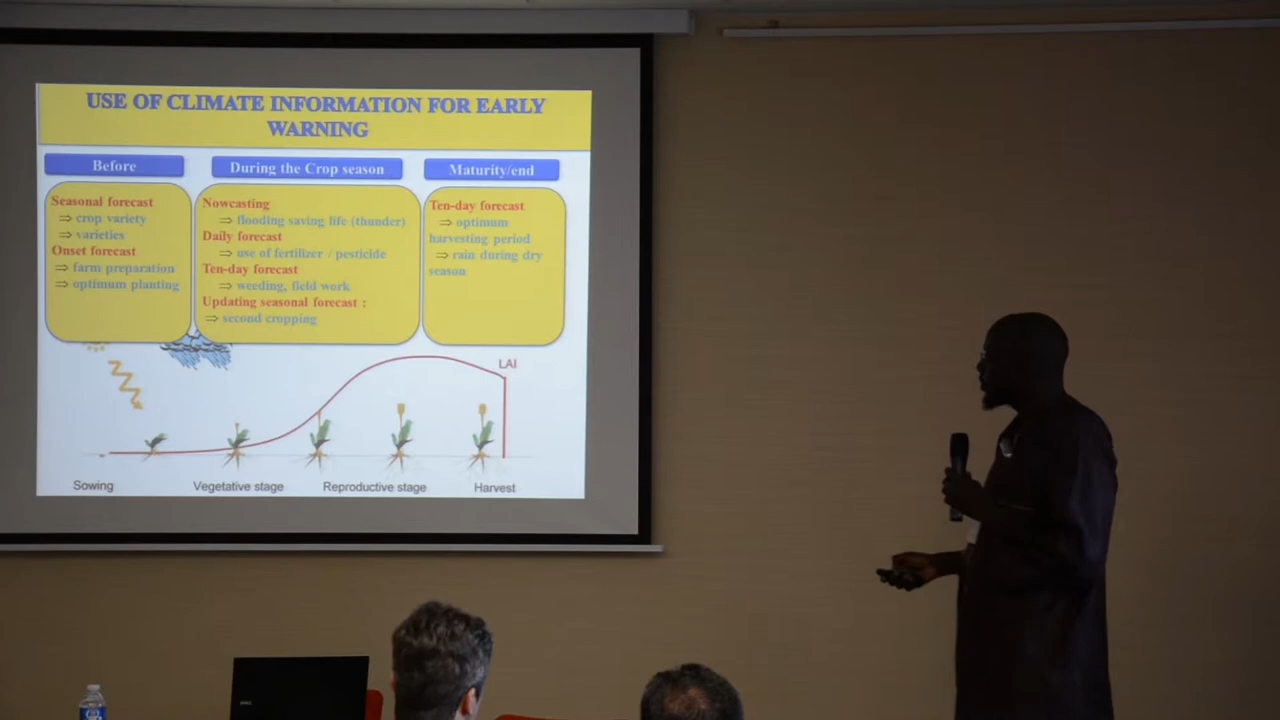 USE OF CLIMATE INFORMATION FOR EARLY
WARNING
Before
Seasonal forecast
⇒ crop variety
⇒ varieties
Onset forecast
⇒ farm preparation
⇒ optimum planting
During the Crop season
Nowcasting
⇒ flooding saving life (thunder)
Daily forecast
⇒ use of fertilizer / pesticide
Ten-day forecast
⇒ weeding, field work
Updating seasonal forecast :
⇒ second cropping
Maturity/end
Ten-day forecast
⇒ optimum
harvesting period
⇒ rain during dry
season
LAI
Sowing
Vegetative stage
Reproductive stage
Harvest